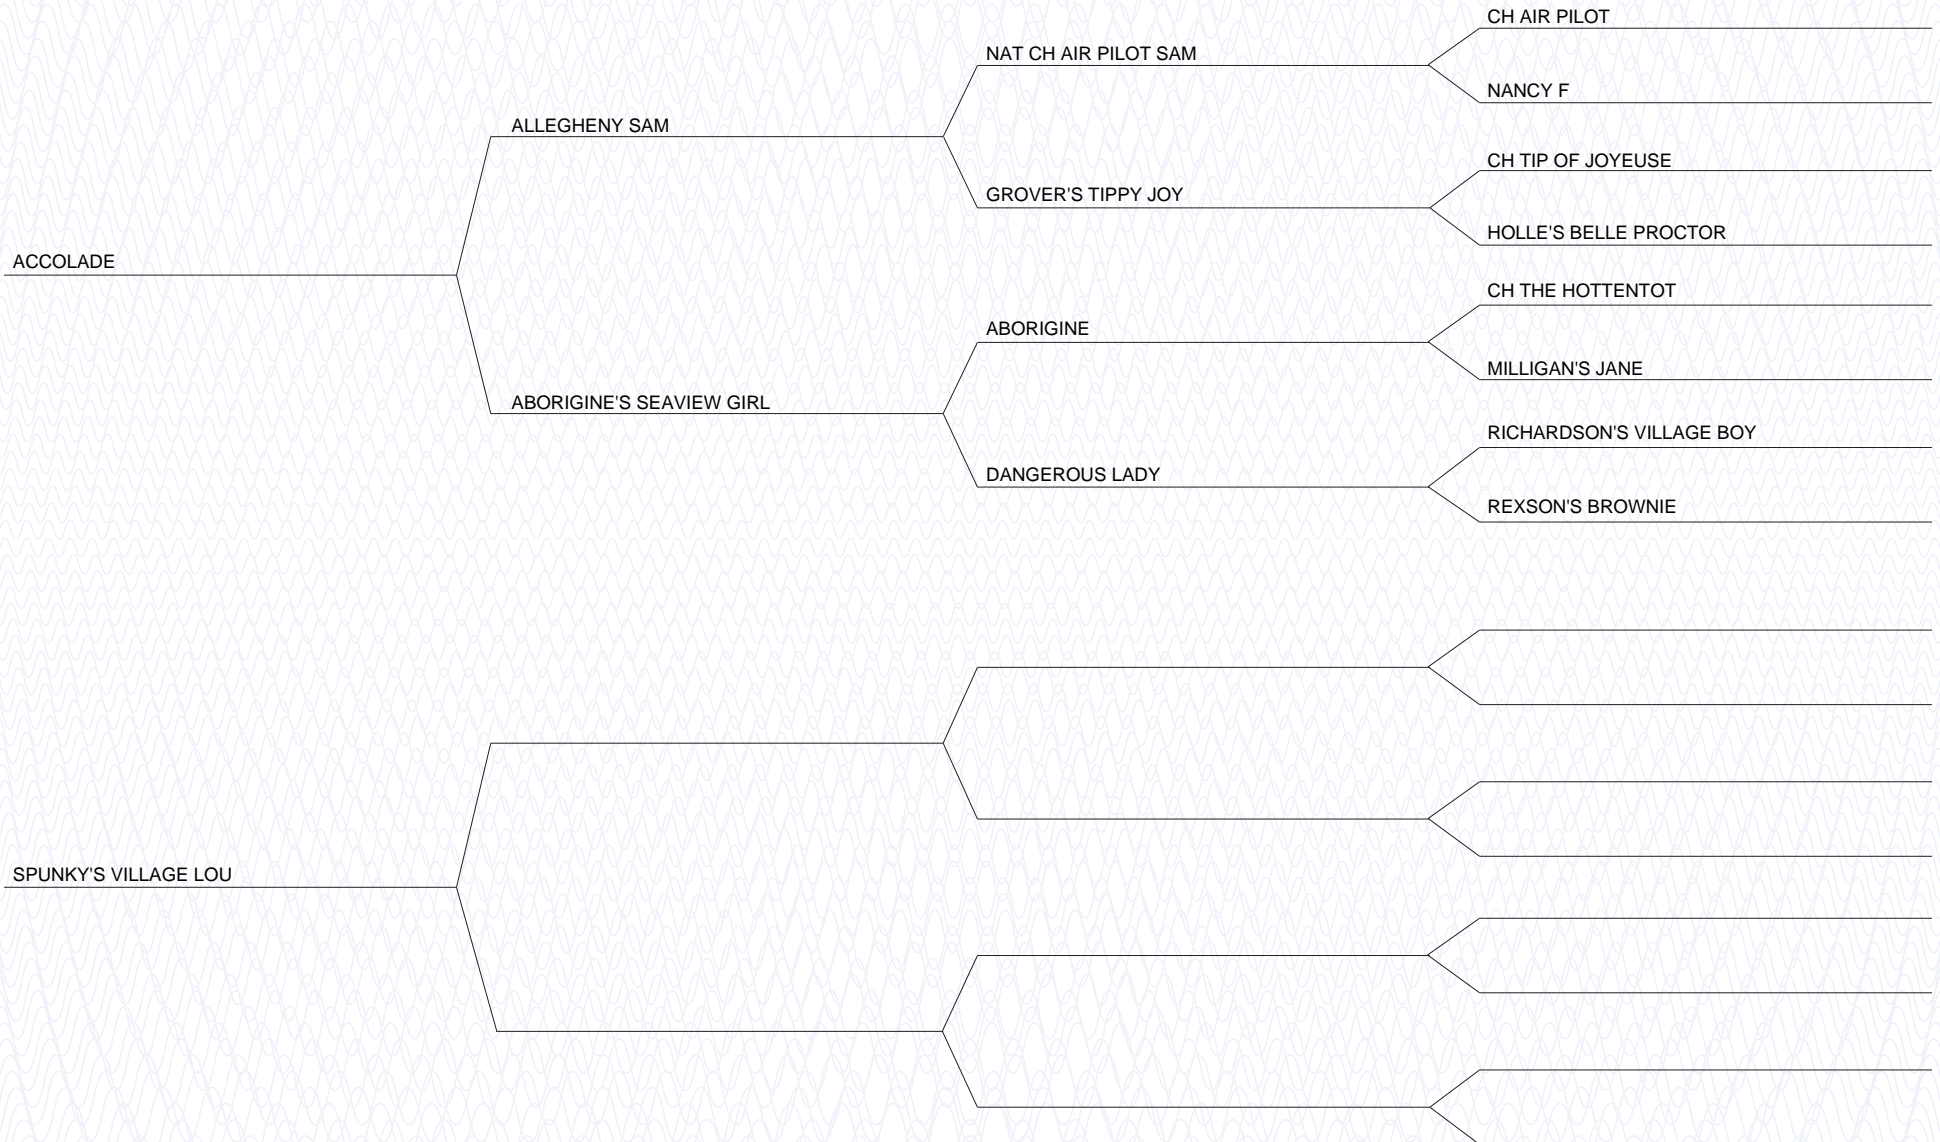 CH AIR PILOT
NAT CH AIR PILOT SAM
NANCY F
ALLEGHENY SAM
CH TIP OF JOYEUSE
GROVER'S TIPPY JOY
HOLLE'S BELLE PROCTOR
ACCOLADE
CH THE HOTTENTOT
ABORIGINE
MILLIGAN'S JANE
ABORIGINE'S SEAVIEW GIRL
RICHARDSON'S VILLAGE BOY
DANGEROUS LADY
REXSON'S BROWNIE
SPUNKY'S VILLAGE LOU